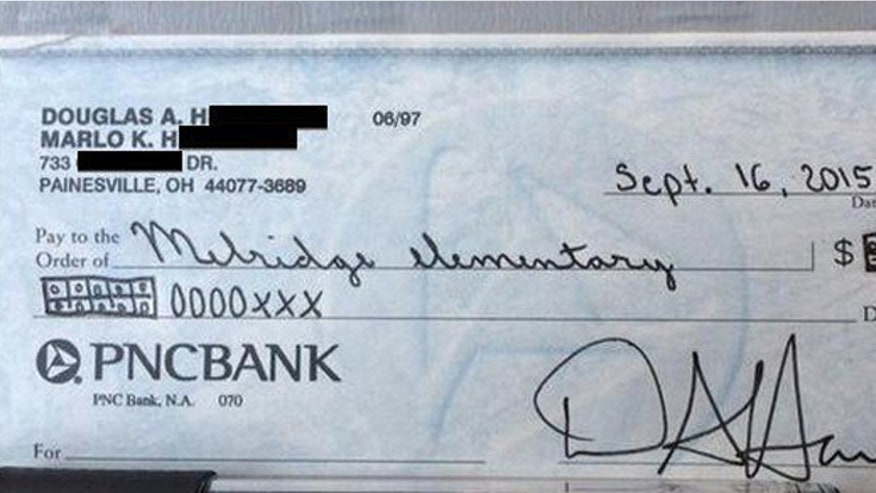 DOUGLAS A. H
06/97
MARLO K. H
733 DR.
PAINESVILLE, OH 44077-3689
Sept. 16, 2015
Dat
Pay to the
Order of Melridge elementary $
0000xxx D
PNCBANK
PNC Bank, N.A. 070
For